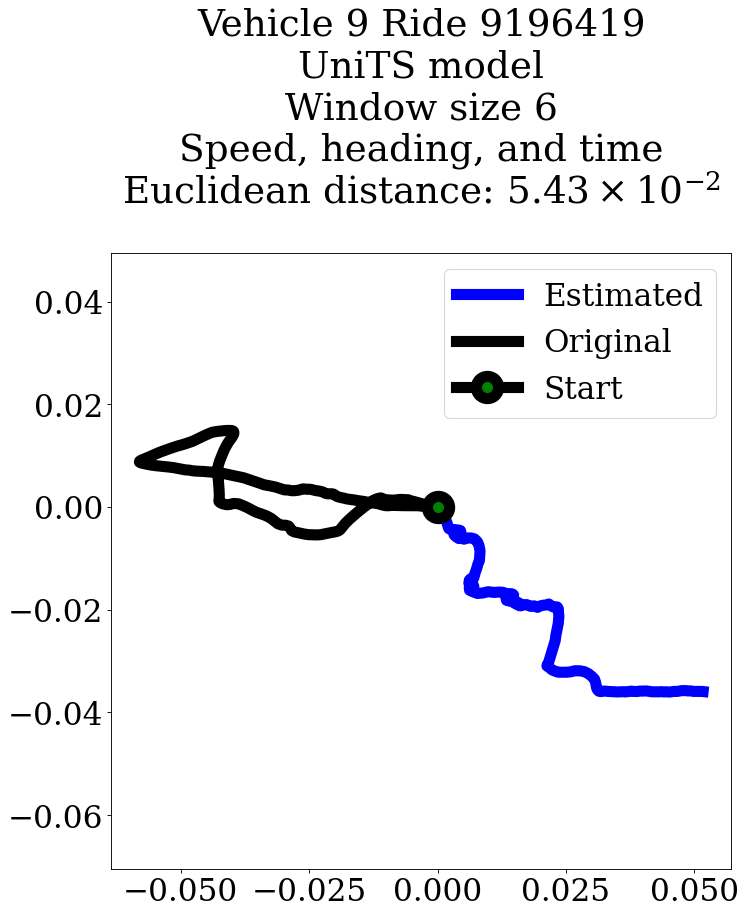 Vehicle 9 Ride 9196419
UniTS model
Window size 6
Speed, heading, and time
Euclidean distance: 5.43 × 10⁻²
Estimated
Original
Start
0.04
0.02
0.00
−0.02
−0.04
−0.06
−0.050 −0.025 0.000 0.025 0.050